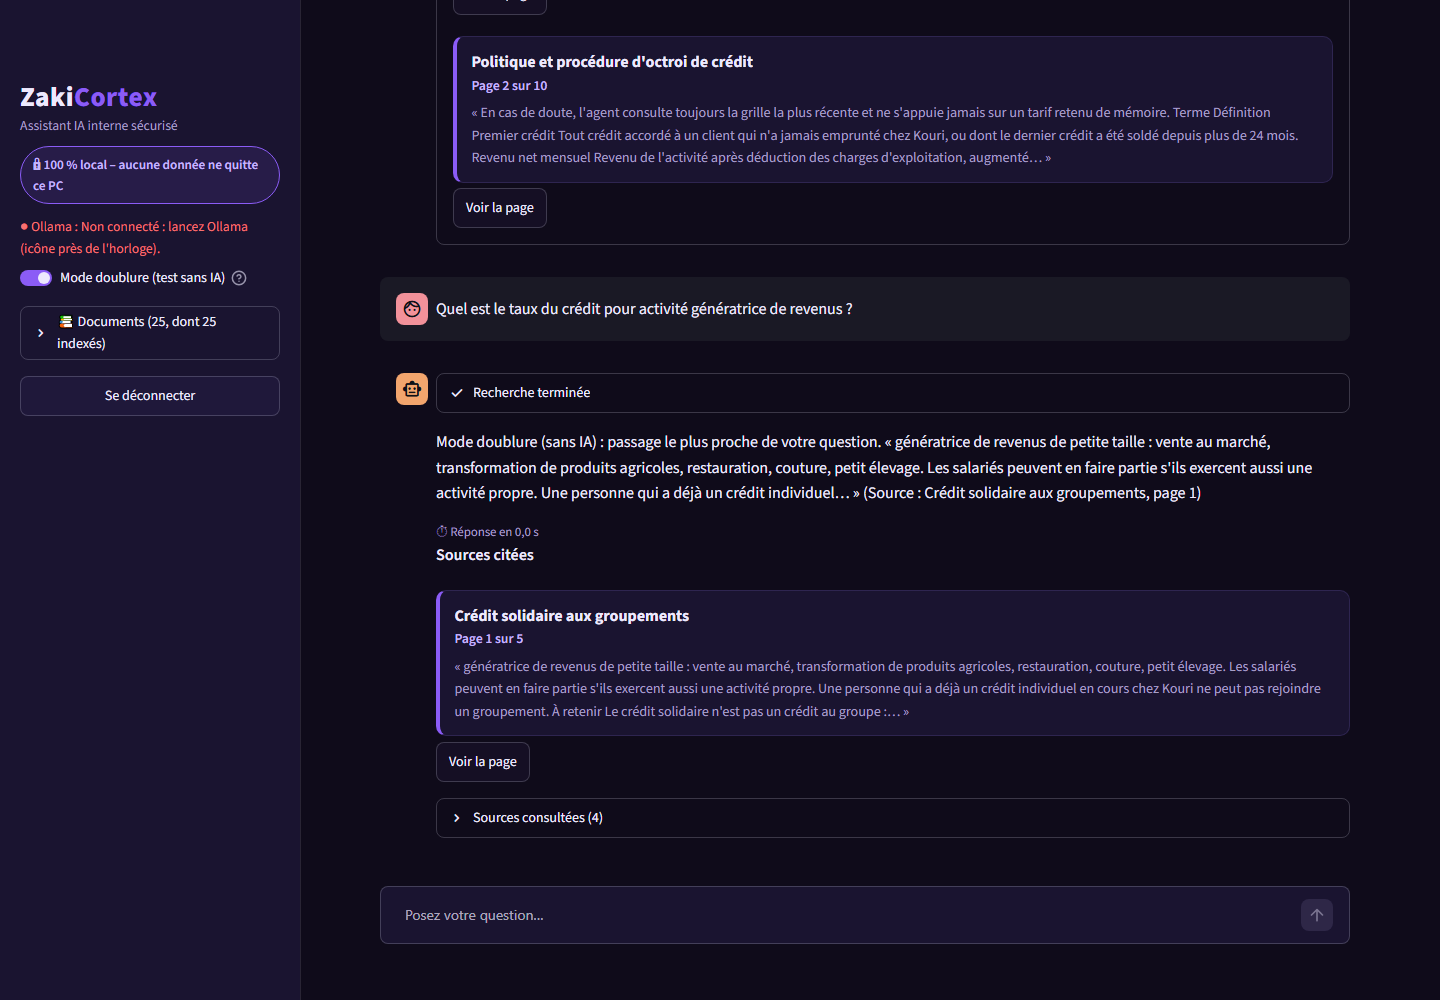 ZakiCortex
Assistant IA interne sécurisé
100 % local – aucune donnée ne quitte
ce PC
Ollama : Non connecté : lancez Ollama
(icône près de l'horloge).
Mode doublure (test sans IA)
Documents (25, dont 25
indexés)
Se déconnecter
Politique et procédure d'octroi de crédit
Page 2 sur 10
« En cas de doute, l'agent consulte toujours la grille la plus récente et ne s'appuie jamais sur un tarif retenu de mémoire. Terme Définition
Premier crédit Tout crédit accordé à un client qui n'a jamais emprunté chez Kouri, ou dont le dernier crédit a été soldé depuis plus de 24 mois.
Revenu net mensuel Revenu de l'activité après déduction des charges d'exploitation, augmenté… »
Voir la page
Quel est le taux du crédit pour activité génératrice de revenus ?
Recherche terminée
Mode doublure (sans IA) : passage le plus proche de votre question. « génératrice de revenus de petite taille : vente au marché,
transformation de produits agricoles, restauration, couture, petit élevage. Les salariés peuvent en faire partie s'ils exercent aussi une
activité propre. Une personne qui a déjà un crédit individuel… » (Source : Crédit solidaire aux groupements, page 1)
Réponse en 0,0 s
Sources citées
Crédit solidaire aux groupements
Page 1 sur 5
« génératrice de revenus de petite taille : vente au marché, transformation de produits agricoles, restauration, couture, petit élevage. Les salariés
peuvent en faire partie s'ils exercent aussi une activité propre. Une personne qui a déjà un crédit individuel en cours chez Kouri ne peut pas rejoindre
un groupement. À retenir Le crédit solidaire n'est pas un crédit au groupe :… »
Voir la page
Sources consultées (4)
Posez votre question...